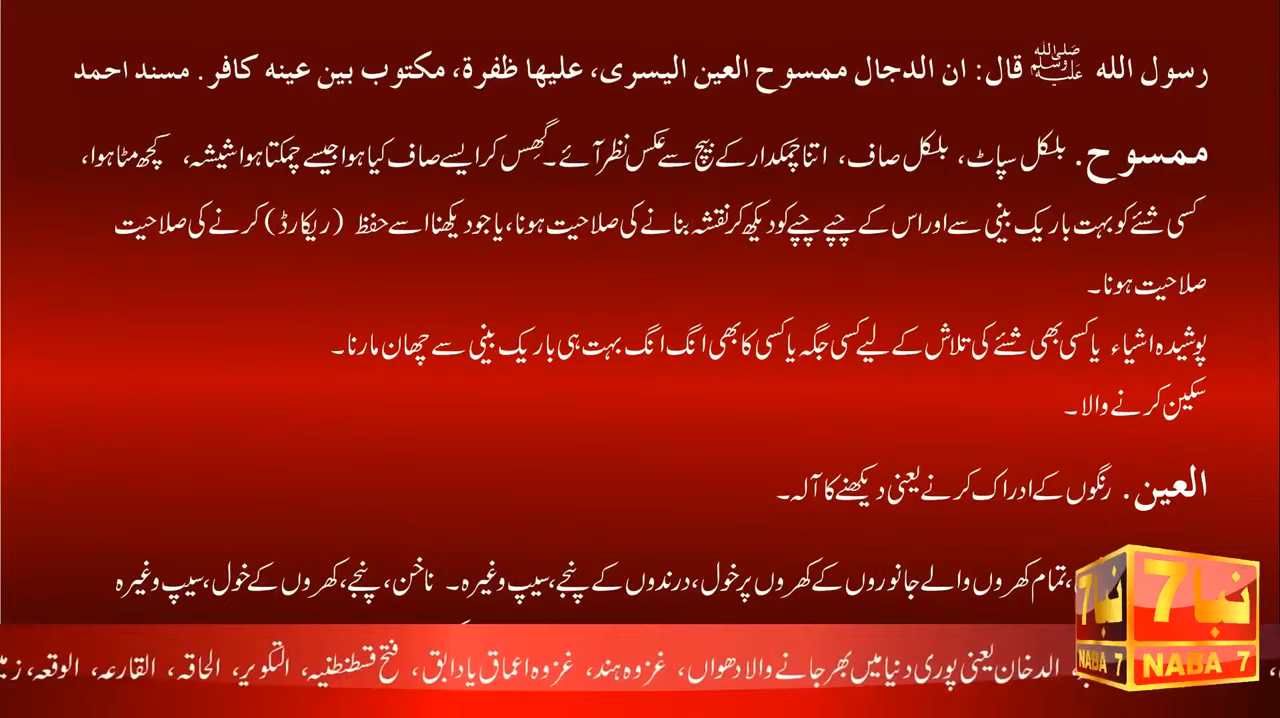 رسول الله ﷺ قال: ان الدجال ممسوح العين اليسرى، عليها ظفرة، مكتوب بين عينه كافر. مسند احمد
ممسوح. بلکل سپاٹ، بلکل صاف، اتنا چمکدار کے بیچ سے عکس نظر آئے۔ گھِس کر ایسے صاف کیا ہوا جیسے چمکتا ہوا شیشہ، کچھ مٹا ہوا،
کسی شئے کو بہت باریک بینی سے اور اس کے چپے چپے کو دیکھ کر نقشہ بنانے کی صلاحیت ہونا، یا جو دیکھنا اسے حفظ (ریکارڈ) کرنے کی صلاحیت
صلاحیت ہونا۔
پوشیدہ اشیاء یا کسی بھی شئے کی تلاش کے لیے کسی جگہ یا کسی کا بھی انگ انگ بہت ہی باریک بینی سے چھان مارنا۔
سکین کرنے والا۔
العین. رنگوں کے ادراک کرنے یعنی دیکھنے کا آلہ۔
، تمام کھروں والے جانوروں کے کھروں پر خول، درندوں کے پنجے، سیپ وغیرہ۔ ناخن، پنجے، کھروں کے خول، سیپ وغیرہ
نبا 7
7 نبا
NABA 7
NABA 7
الدخان یعنی پوری دنیا میں بھر جانے والا دھواں، غزوہ ہند، غزوہ اعماق یا دابق، فتح قسطنطنیہ، التکویر، الحاقہ، القارعہ، الوقعہ،